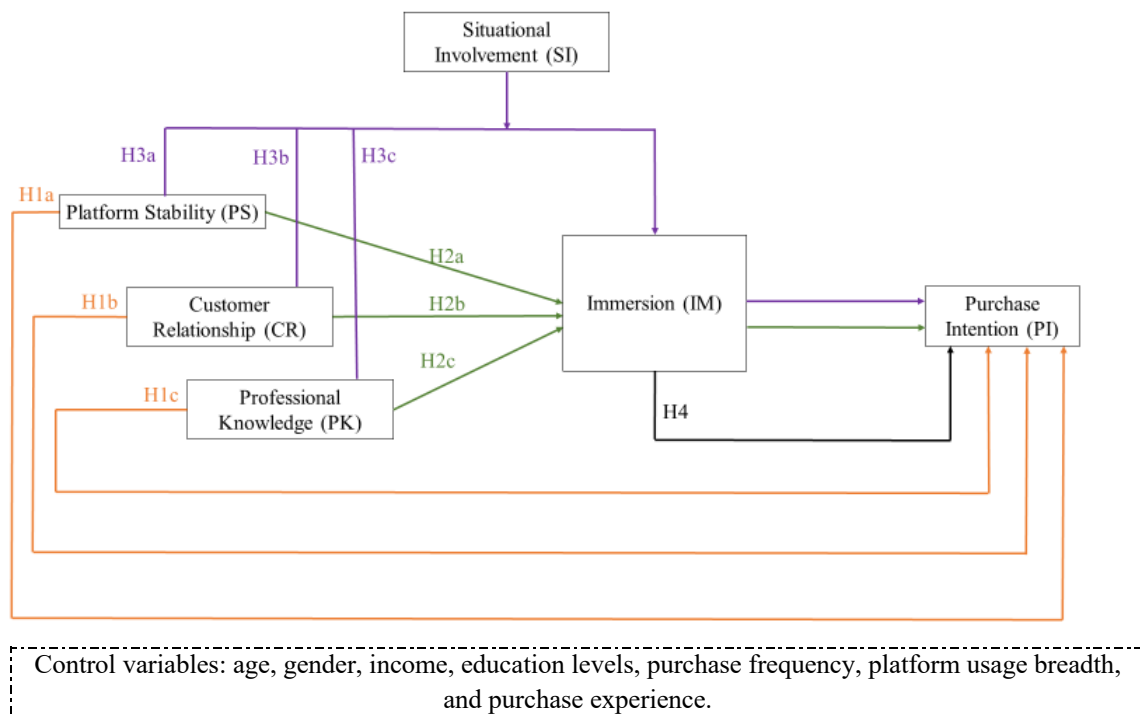 Situational
Involvement (SI)
H3a
H3b
H3c
H1a
Platform Stability (PS)
H2a
H1b
Customer
Relationship (CR)
H2b
Immersion (IM)
Purchase
Intention (PI)
H2c
H1c
Professional
Knowledge (PK)
H4
Control variables: age, gender, income, education levels, purchase frequency, platform usage breadth,
and purchase experience.